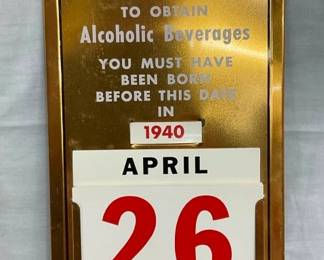 TO OBTAIN
Alcoholic Beverages
YOU MUST HAVE
BEEN BORN
BEFORE THIS DATE
IN
1940
APRIL
26